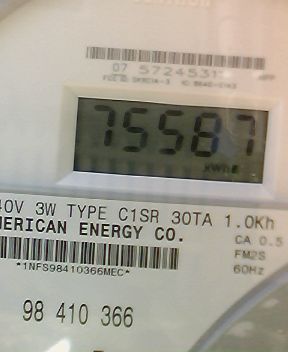 07 5724531
75587
kWh
40V 3W TYPE C1SR 30TA 1.0Kh
MERICAN ENERGY CO.
CA 0.5
FM2S
60Hz
*1NFS98410366MEC*
98 410 366